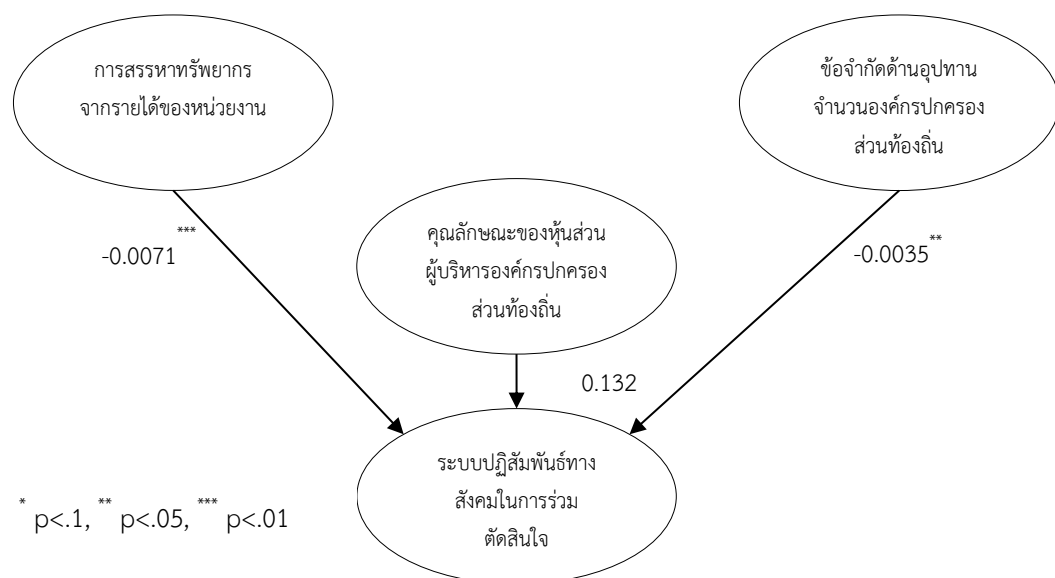 การสรรหาทรัพยากร
จากรายได้ของหน่วยงาน
ข้อจำกัดด้านอุปทาน
จำนวนองค์กรปกครอง
ส่วนท้องถิ่น
คุณลักษณะของหุ้นส่วน
ผู้บริหารองค์กรปกครอง
ส่วนท้องถิ่น
-0.0071***
-0.0035**
0.132
ระบบปฏิสัมพันธ์ทาง
สังคมในการร่วม
ตัดสินใจ
* p<.1, ** p<.05, *** p<.01